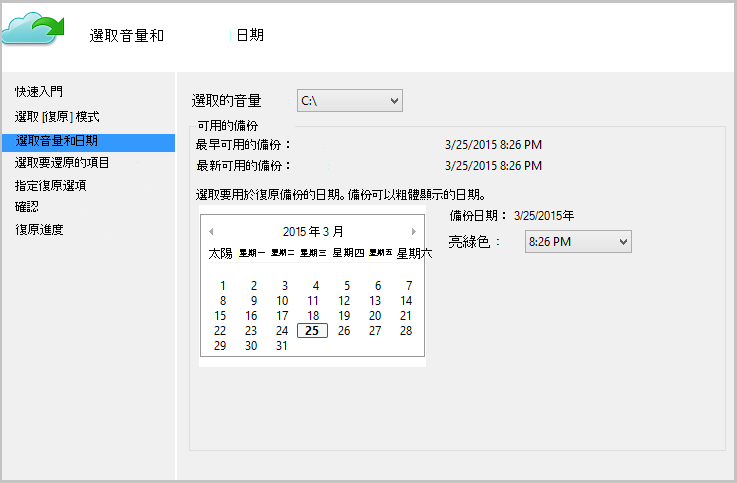 選取音量和 日期
快速入門
選取 [復原] 模式
選取音量和日期
選取要還原的項目
指定復原選項
確認
復原進度
選取的音量 C:\
可用的備份
最早可用的備份： 3/25/2015 8:26 PM
最新可用的備份： 3/25/2015 8:26 PM
選取要用於復原備份的日期。備份可以粗體顯示的日期。
2015 年 3 月
太陽 星期一 星期二 星期三 星期四 星期五 星期六
1 2 3 4 5 6 7
8 9 10 11 12 13 14
15 16 17 18 19 20 21
22 23 24 25 26 27 28
29 30 31
備份日期： 3/25/2015年
亮綠色： 8:26 PM